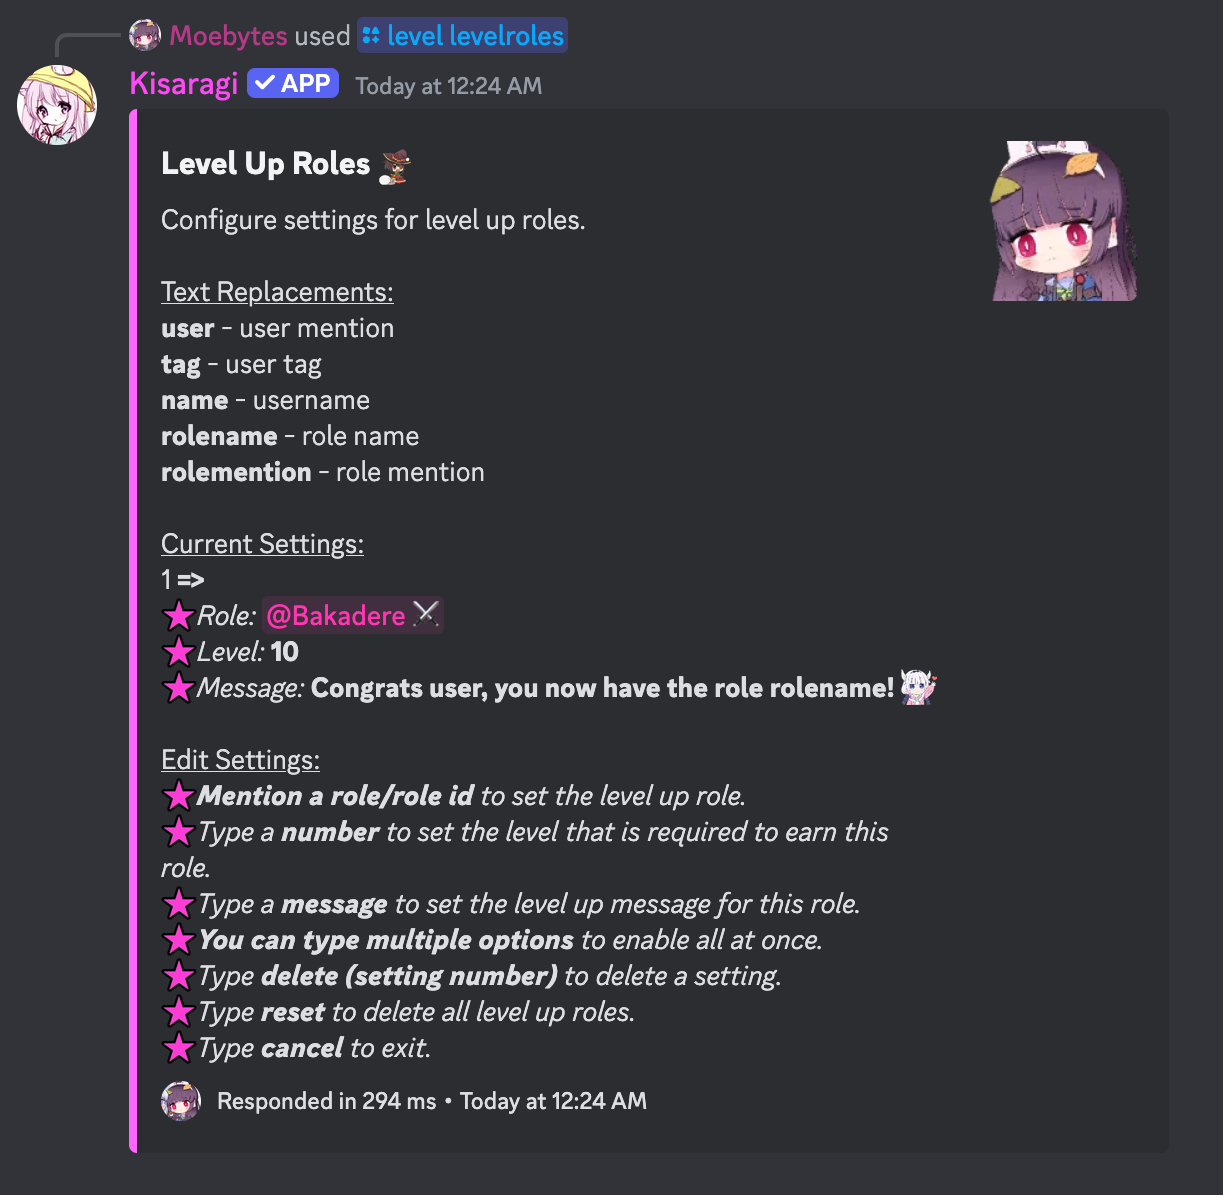 Moebytes used level levelroles
Kisaragi ✓ APP Today at 12:24 AM
Level Up Roles
Configure settings for level up roles.
Text Replacements:
user - user mention
tag - user tag
name - username
rolename - role name
rolemention - role mention
Current Settings:
1 =>
Role: @Bakadere ⚔
Level: 10
Message: Congrats user, you now have the role rolename!
Edit Settings:
Mention a role/role id to set the level up role.
Type a number to set the level that is required to earn this
role.
Type a message to set the level up message for this role.
You can type multiple options to enable all at once.
Type delete (setting number) to delete a setting.
Type reset to delete all level up roles.
Type cancel to exit.
Responded in 294 ms • Today at 12:24 AM